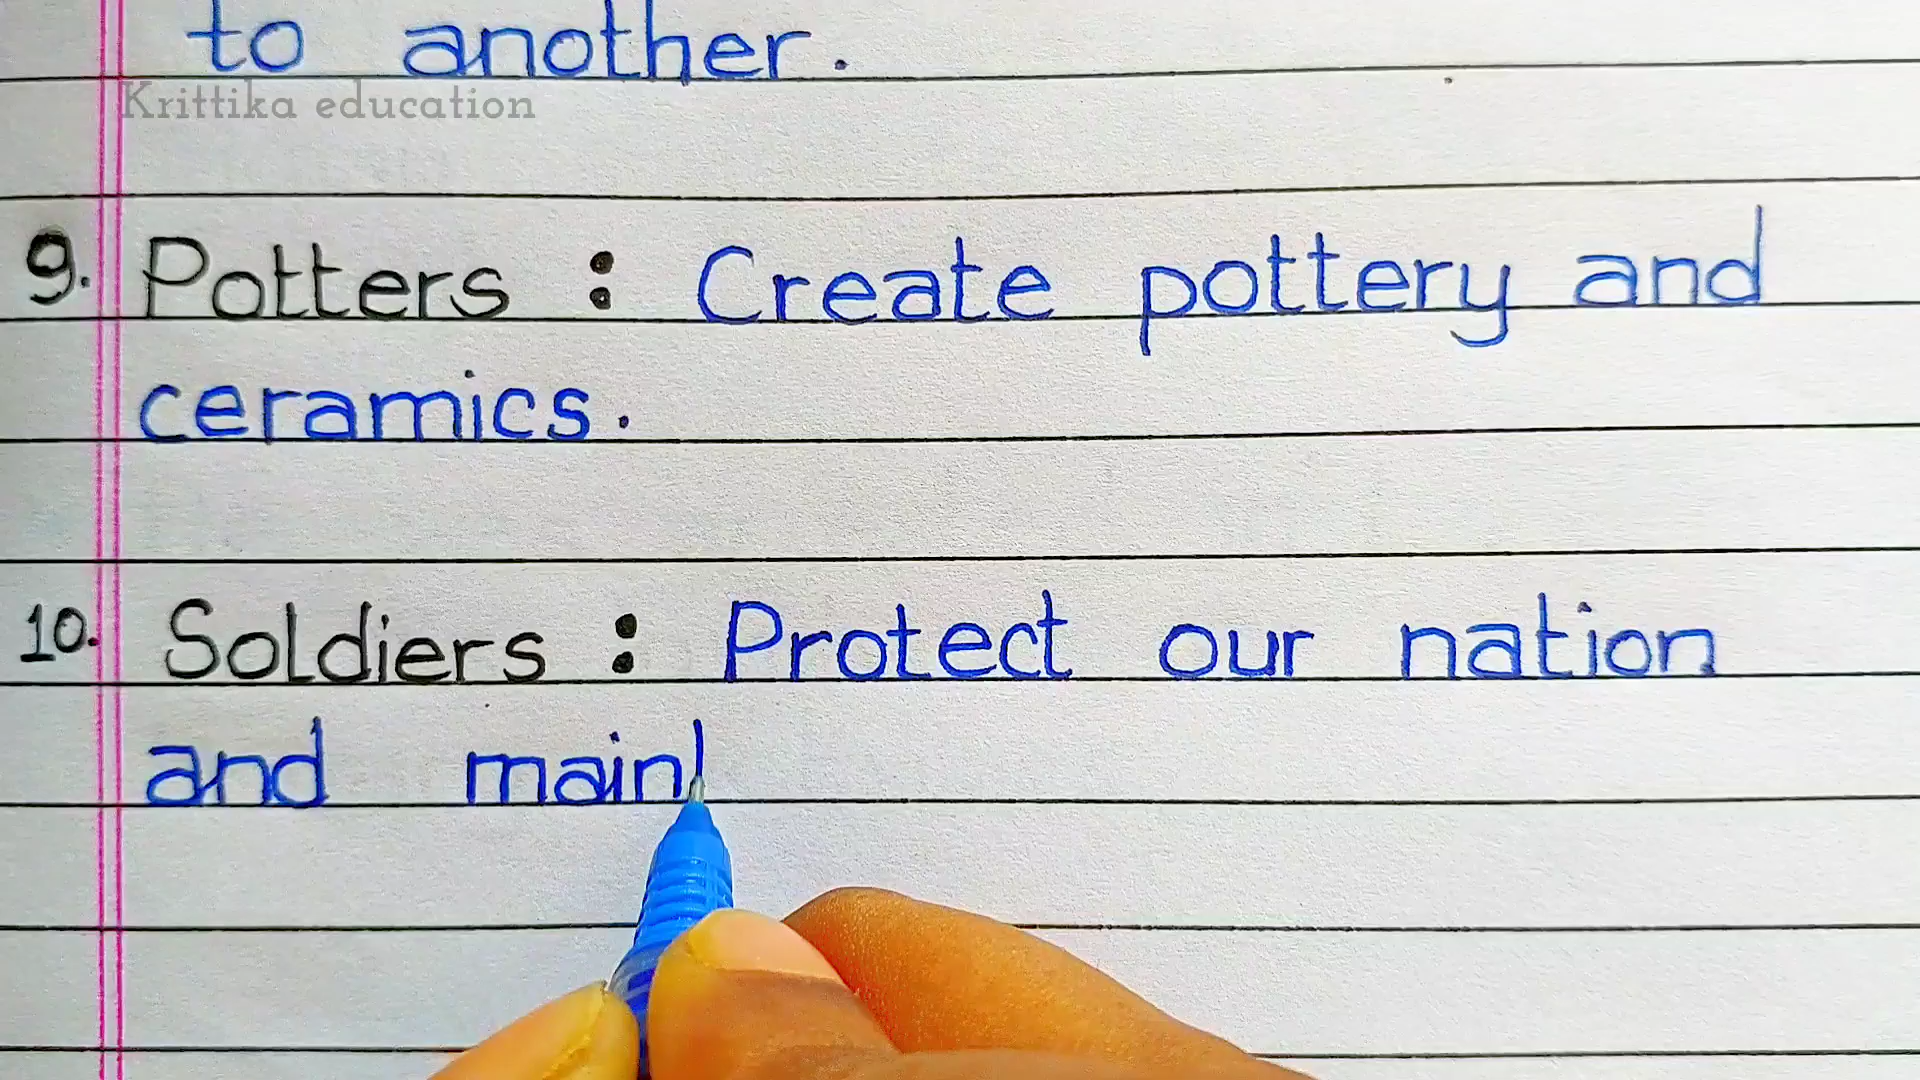 to another.
Krittika education
9. Potters : Create pottery and
ceramics.
10. Soldiers : Protect our nation
and main